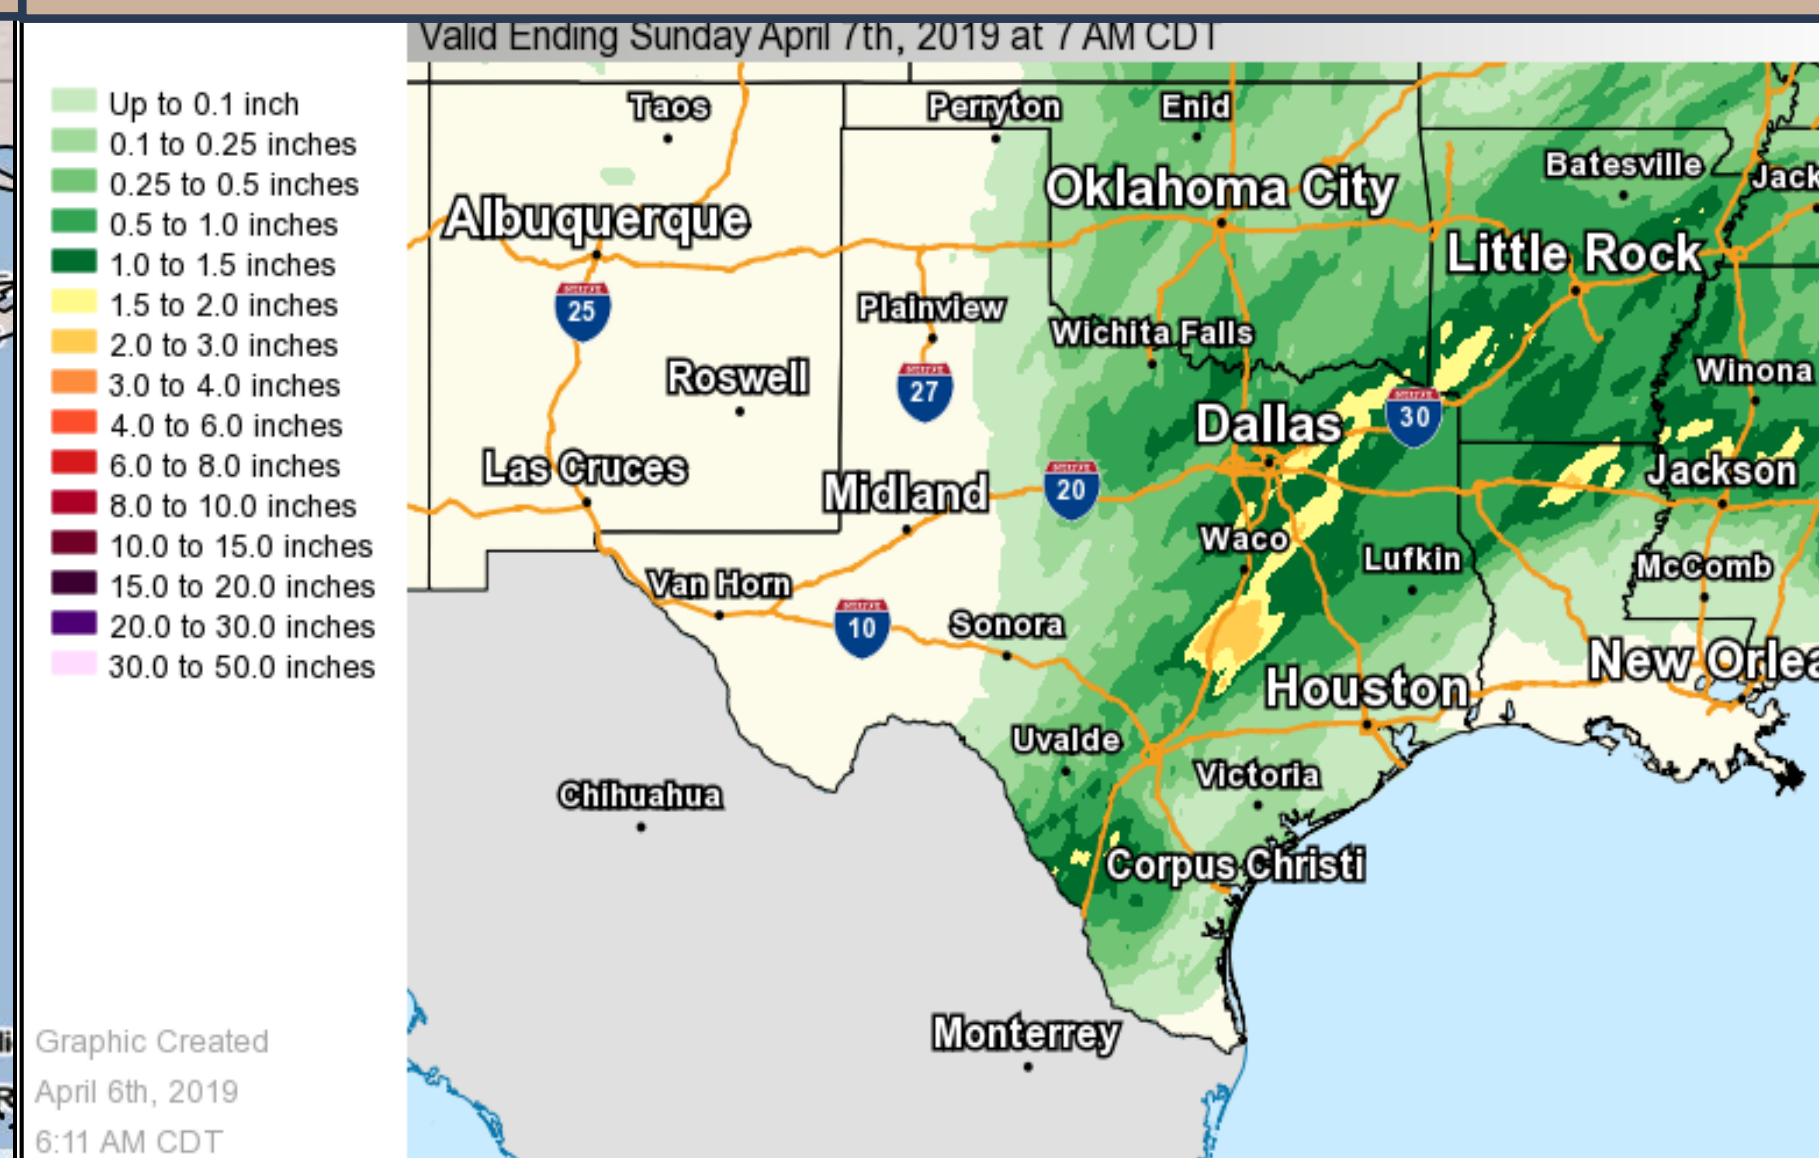 Valid Ending Sunday April 7th, 2019 at 7 AM CDT
Up to 0.1 inch
0.1 to 0.25 inches
0.25 to 0.5 inches
0.5 to 1.0 inches
1.0 to 1.5 inches
1.5 to 2.0 inches
2.0 to 3.0 inches
3.0 to 4.0 inches
4.0 to 6.0 inches
6.0 to 8.0 inches
8.0 to 10.0 inches
10.0 to 15.0 inches
15.0 to 20.0 inches
20.0 to 30.0 inches
30.0 to 50.0 inches
Graphic Created
April 6th, 2019
6:11 AM CDT
Taos
Perryton
Enid
Batesville
Jack
Oklahoma City
Albuquerque
Little Rock
25
Plainview
Wichita Falls
Roswell
27
Winona
30
Dallas
Las Cruces
Midland
20
Jackson
Waco
Lufkin
McComb
Van Horn
10
Sonora
New Orlea
Houston
Uvalde
Victoria
Chihuahua
Corpus Christi
Monterrey